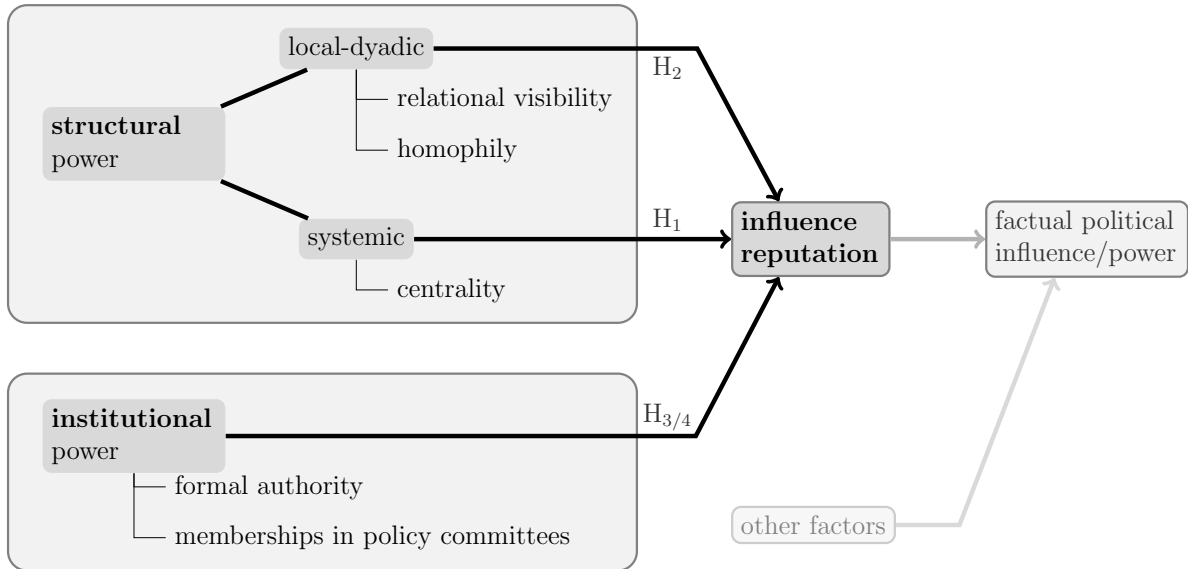 local-dyadic
H₂
relational visibility
structural
power
homophily
systemic
H₁
influence
reputation
factual political
influence/power
centrality
institutional
power
H₃/₄
formal authority
memberships in policy committees
other factors